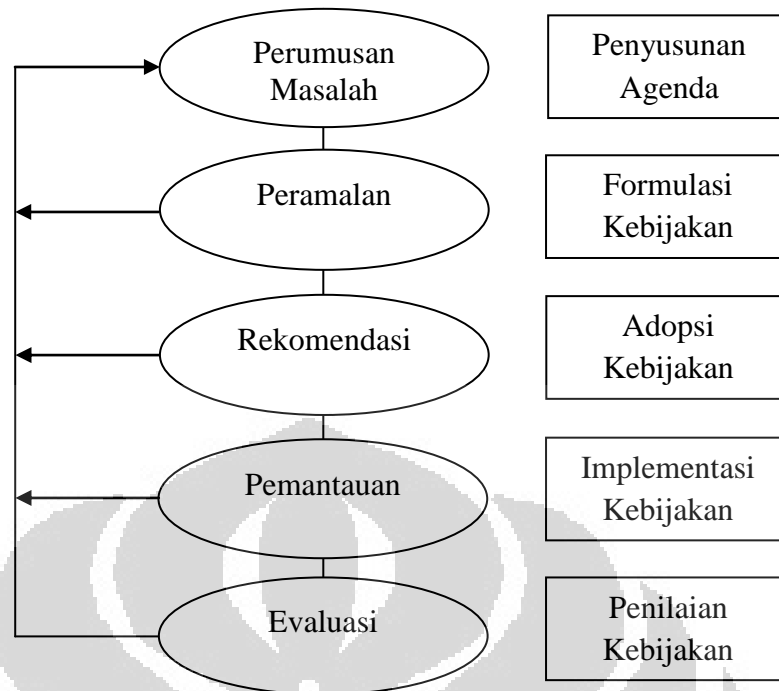 Perumusan
Masalah
Penyusunan
Agenda
Peramalan
Formulasi
Kebijakan
Rekomendasi
Adopsi
Kebijakan
Pemantauan
Implementasi
Kebijakan
Evaluasi
Penilaian
Kebijakan